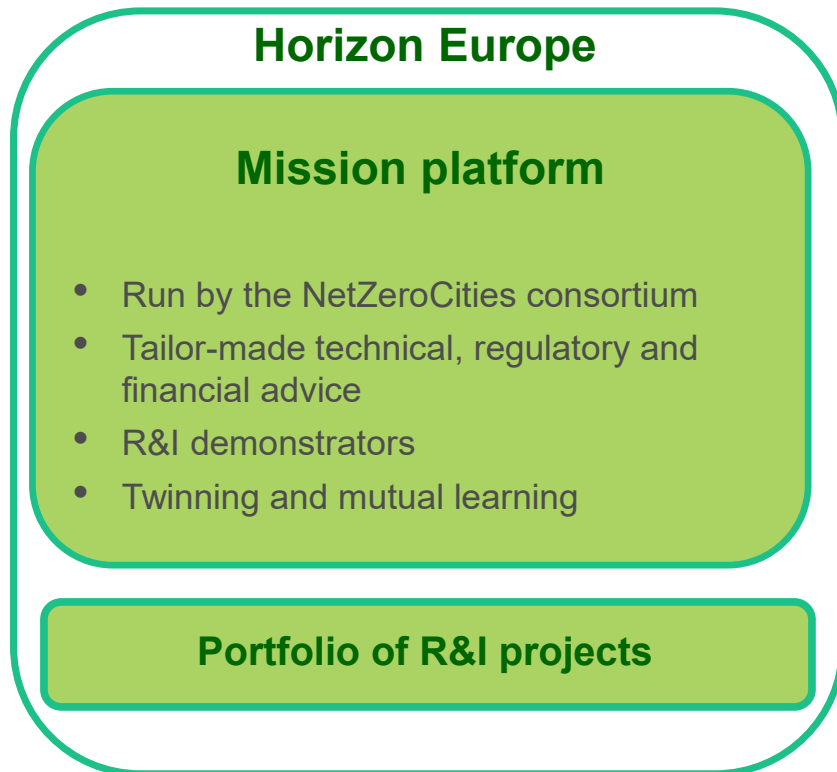 Horizon Europe
Mission platform
• Run by the NetZeroCities consortium
• Tailor-made technical, regulatory and
financial advice
• R&I demonstrators
• Twinning and mutual learning
Portfolio of R&I projects